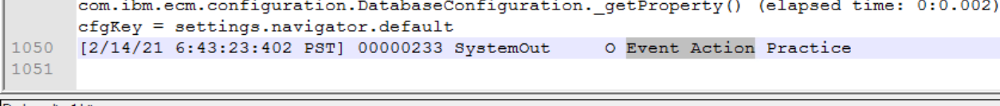 com.ibm.ecm.configuration.DatabaseConfiguration._getProperty() (elapsed time: 0:0.002)
cfgKey = settings.navigator.default
1050 [2/14/21 6:43:23:402 PST] 00000233 SystemOut O Event Action Practice
1051